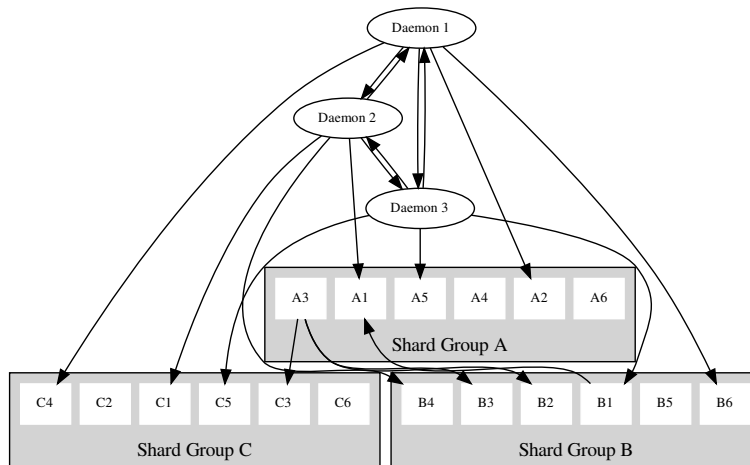 Daemon 1
Daemon 2
Daemon 3
A3 A1 A5 A4 A2 A6
Shard Group A
C4 C2 C1 C5 C3 C6
Shard Group C
B4 B3 B2 B1 B5 B6
Shard Group B